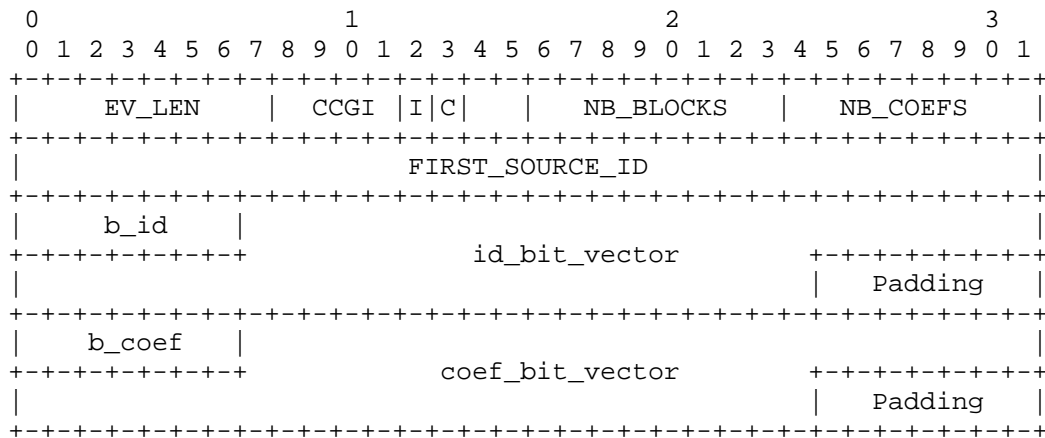 0                   1                   2                   3
 0 1 2 3 4 5 6 7 8 9 0 1 2 3 4 5 6 7 8 9 0 1 2 3 4 5 6 7 8 9 0 1
+-+-+-+-+-+-+-+-+-+-+-+-+-+-+-+-+-+-+-+-+-+-+-+-+-+-+-+-+-+-+-+-+
|     EV_LEN    |  CCGI |I|C|   |   NB_BLOCKS   |   NB_COEFS    |
+-+-+-+-+-+-+-+-+-+-+-+-+-+-+-+-+-+-+-+-+-+-+-+-+-+-+-+-+-+-+-+-+
|                        FIRST_SOURCE_ID                        |
+-+-+-+-+-+-+-+-+-+-+-+-+-+-+-+-+-+-+-+-+-+-+-+-+-+-+-+-+-+-+-+-+
|     b_id    |                                                 |
+-+-+-+-+-+-+-+              id_bit_vector        +-+-+-+-+-+-+-+
|                                                 |   Padding   |
+-+-+-+-+-+-+-+-+-+-+-+-+-+-+-+-+-+-+-+-+-+-+-+-+-+-+-+-+-+-+-+-+
|    b_coef   |                                                 |
+-+-+-+-+-+-+-+            coef_bit_vector        +-+-+-+-+-+-+-+
|                                                 |   Padding   |
+-+-+-+-+-+-+-+-+-+-+-+-+-+-+-+-+-+-+-+-+-+-+-+-+-+-+-+-+-+-+-+-+